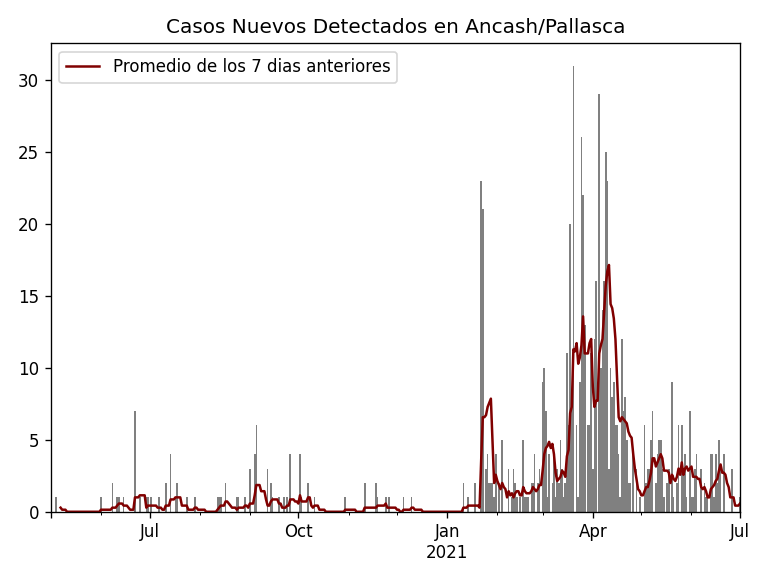 Casos Nuevos Detectados en Ancash/Pallasca
Promedio de los 7 dias anteriores
30
25
20
15
10
5
0
Jul
Oct
Jan
2021
Apr
Jul